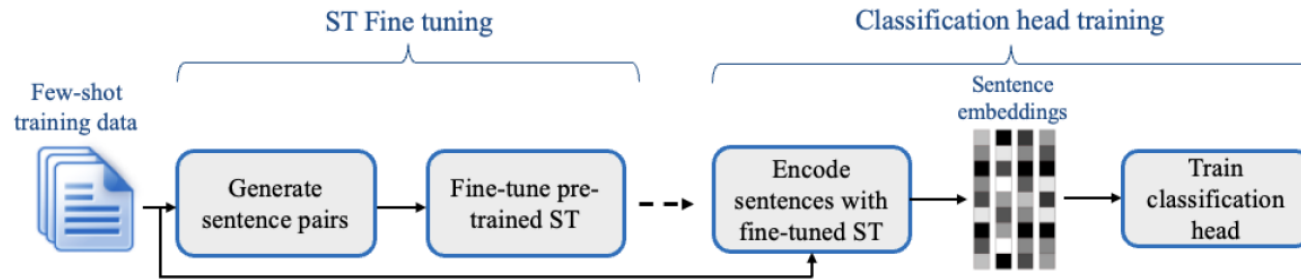 ST Fine tuning
Classification head training
Few-shot
training data
Generate
sentence pairs
Fine-tune pre-
trained ST
Encode
sentences with
fine-tuned ST
Sentence
embeddings
Train
classification
head